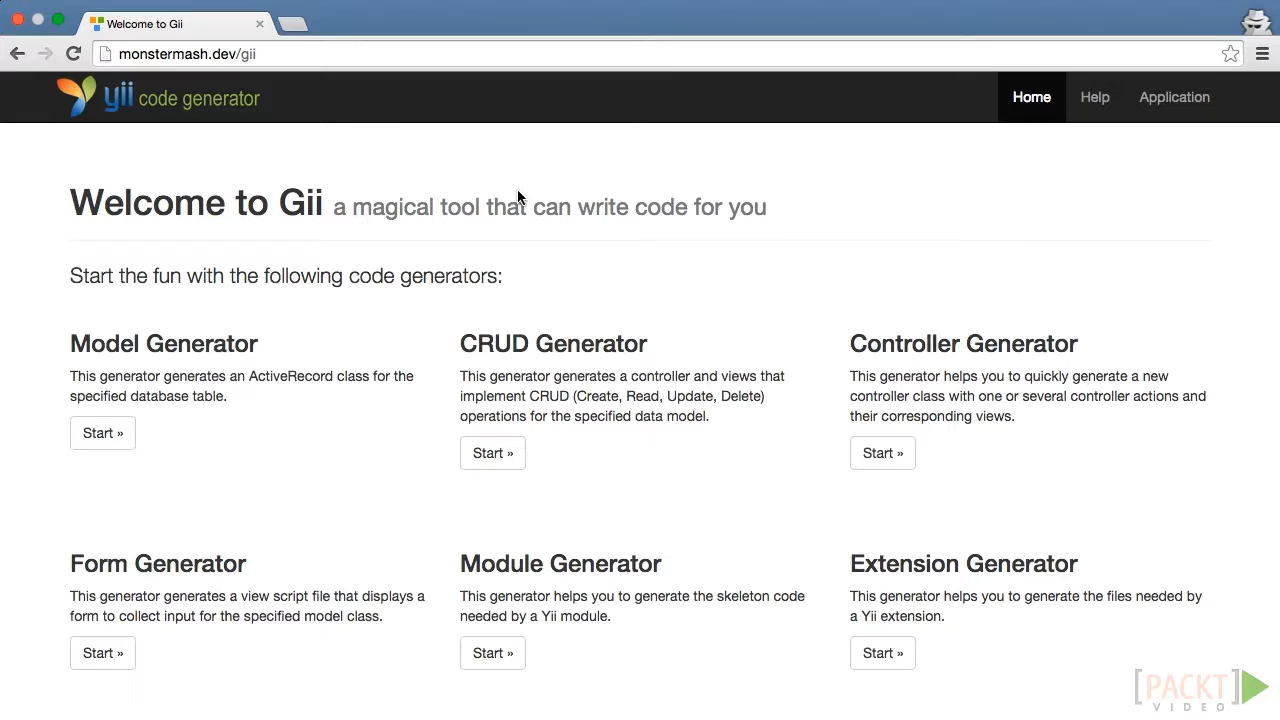 Welcome to Gii
monstermash.dev/gii
yii code generator
Home Help Application
Welcome to Gii a magical tool that can write code for you
Start the fun with the following code generators:
Model Generator
This generator generates an ActiveRecord class for the
specified database table.
Start »
CRUD Generator
This generator generates a controller and views that
implement CRUD (Create, Read, Update, Delete)
operations for the specified data model.
Start »
Controller Generator
This generator helps you to quickly generate a new
controller class with one or several controller actions and
their corresponding views.
Start »
Form Generator
This generator generates a view script file that displays a
form to collect input for the specified model class.
Start »
Module Generator
This generator helps you to generate the skeleton code
needed by a Yii module.
Start »
Extension Generator
This generator helps you to generate the files needed by
a Yii extension.
Start »
[PACKT]
VIDEO